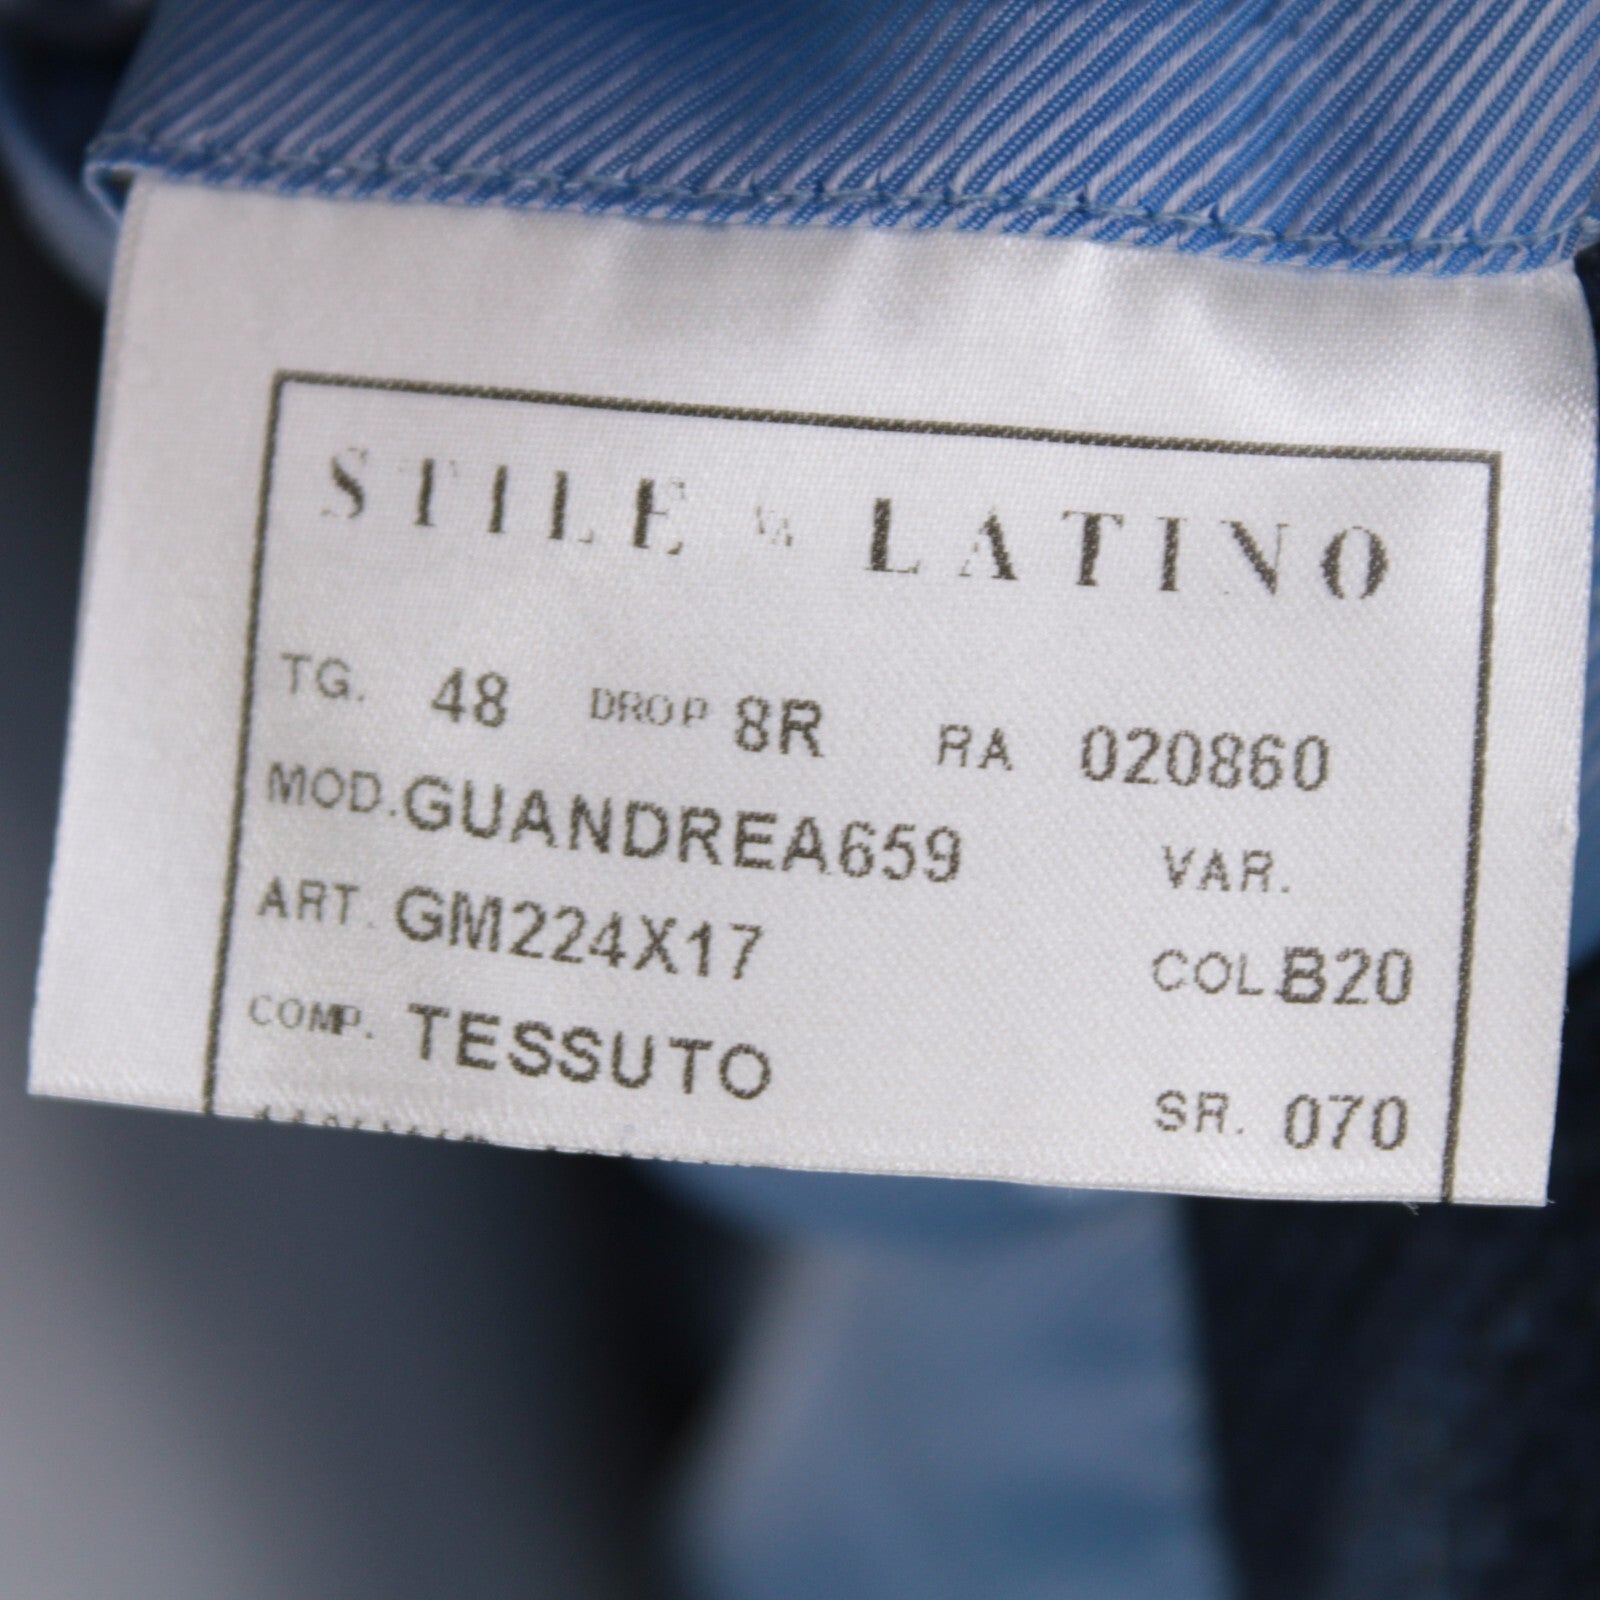 STILE LATINO
TG. 48 DROP 8R RA 020860
MOD. GUANDREA659 VAR.
ART. GM224X17 COL. B20
COMP. TESSUTO
SR. 070